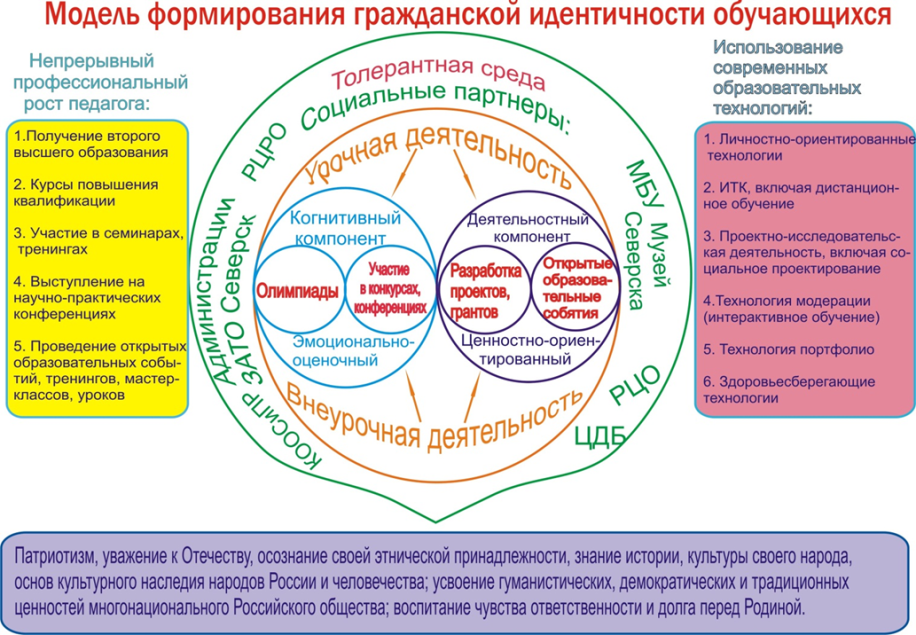 Модель формирования гражданской идентичности обучающихся
Непрерывный
профессиональный
рост педагога:
1.Получение второго
высшего образования
2. Курсы повышения
квалификации
3. Участие в семинарах,
тренингах
4. Выступление на
научно-практических
конференциях
5. Проведение открытых
образовательных собы-
тий, тренингов, мастер-
классов, уроков
Толерантная среда
Социальные партнеры:
РЦРО
Администрации
ЗАТО Северск
КООСиПР
МБУ Музей
Северска
РЦО
ЦДБ
Урочная деятельность
Когнитивный
компонент
Олимпиады
Участие
в конкурсах,
конференциях
Эмоционально-
оценочный
Деятельностный
компонент
Разработка
проектов,
грантов
Открытые
образова-
тельные
собятия
Ценностно-ориен-
тированный
Внеурочная деятельность
Использование
современных
образовательных
технологий:
1. Личностно-ориентированные
технологии
2. ИТК, включая дистанцион-
ное обучение
3. Проектно-исследовательс-
кая деятельность, включая со-
циальное проектирование
4.Технология модерации
(интерактивное обучение)
5. Технология портфолио
6. Здоровьесберегающие
технологии
Патриотизм, уважение к Отечеству, осознание своей этнической принадлежности, знание истории, культуры своего народа,
основ культурного наследия народов России и человечества; усвоение гуманистических, демократических и традиционных
ценностей многонационального Российского общества; воспитание чувства ответственности и долга перед Родиной.